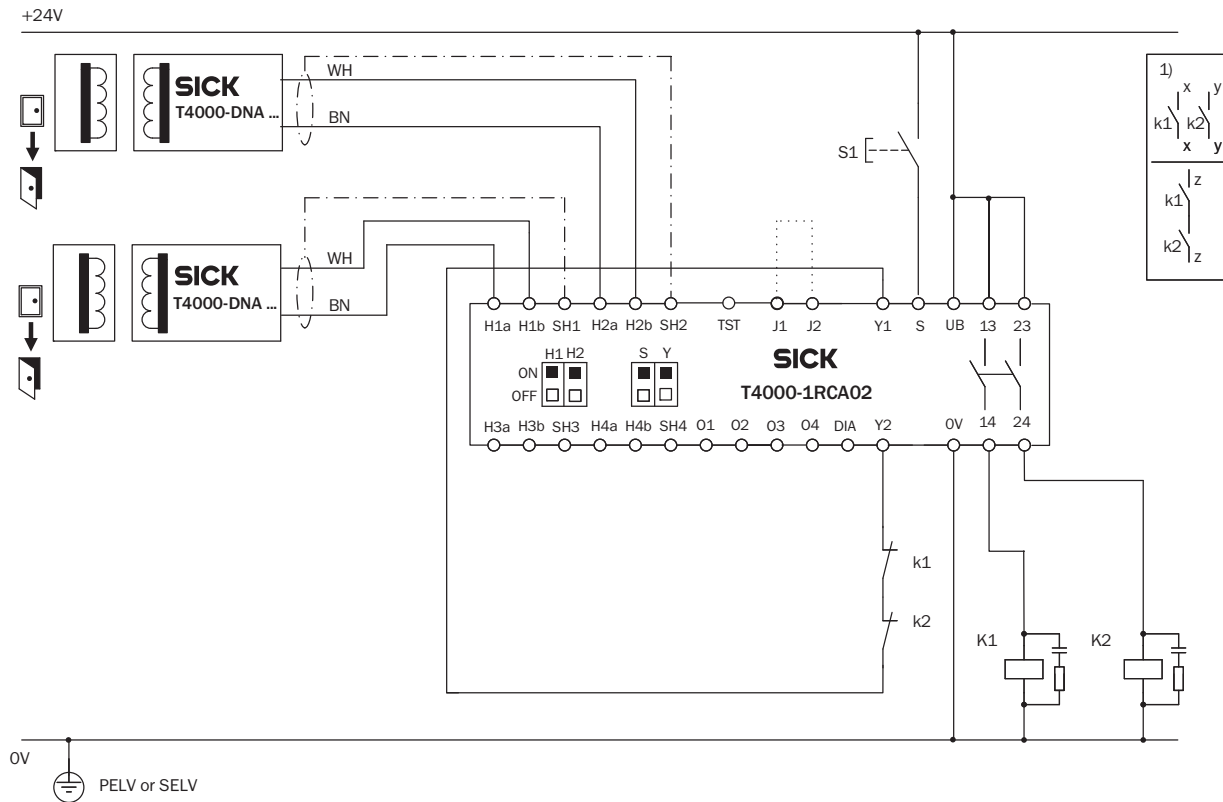 +24V
SICK
T4000-DNA ...
WH
BN
1)
x y
k1 k2
x y
z
k1
k2
z
S1
SICK
T4000-DNA ...
WH
BN
H1a H1b SH1 H2a H2b SH2 TST J1 J2 Y1 S UB 13 23
H1 H2
ON
OFF
S Y
SICK
T4000-1RCA02
H3a H3b SH3 H4a H4b SH4 O1 O2 O3 O4 DIA Y2 0V 14 24
k1
k2
K1
K2
0V
PELV or SELV